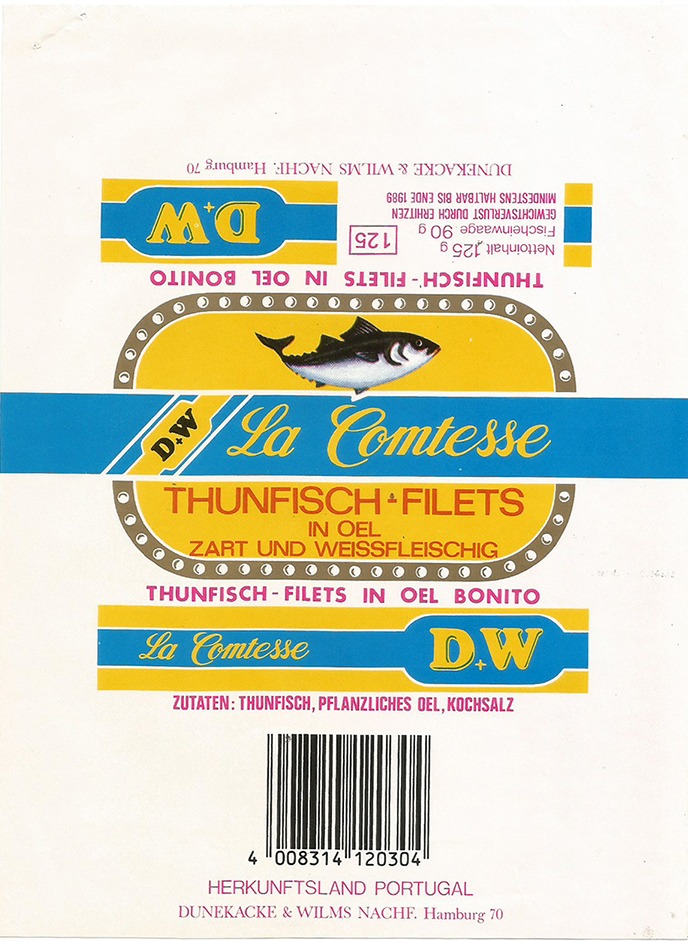 DUNEKACKE & WILMS NACHF. Hamburg 70
MINDESTENS HALTBAR BIS ENDE 1989
GEWICHTSVERLUST DURCH ERHITZEN
Fischeinwaage 90 g
Nettoinhalt 125 g
125
D+W
THUNFISCH-FILETS IN OEL BONITO
D+W La Comtesse
THUNFISCH-FILETS
IN OEL
ZART UND WEISSFLEISCHIG
THUNFISCH-FILETS IN OEL BONITO
La Comtesse D+W
ZUTATEN: THUNFISCH, PFLANZLICHES OEL, KOCHSALZ
4 008314 120304
HERKUNFTSLAND PORTUGAL
DUNEKACKE & WILMS NACHF. Hamburg 70